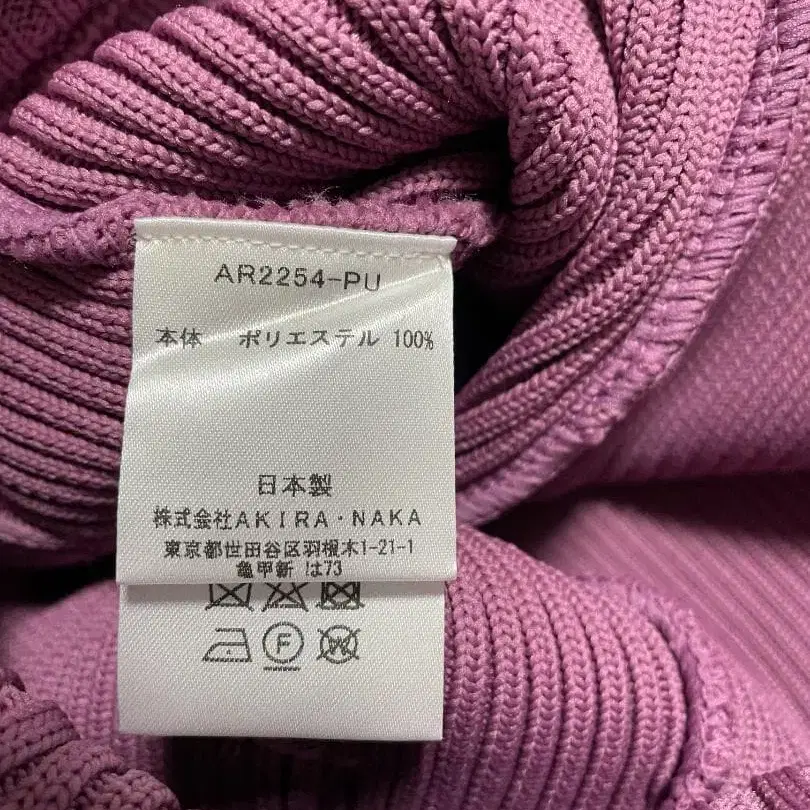 AR2254-PU
本体 ポリエステル 100%
日本製
株式会社AKIRA・NAKA
東京都世田谷区羽根木1-21-1
亀甲新 は73
F
W